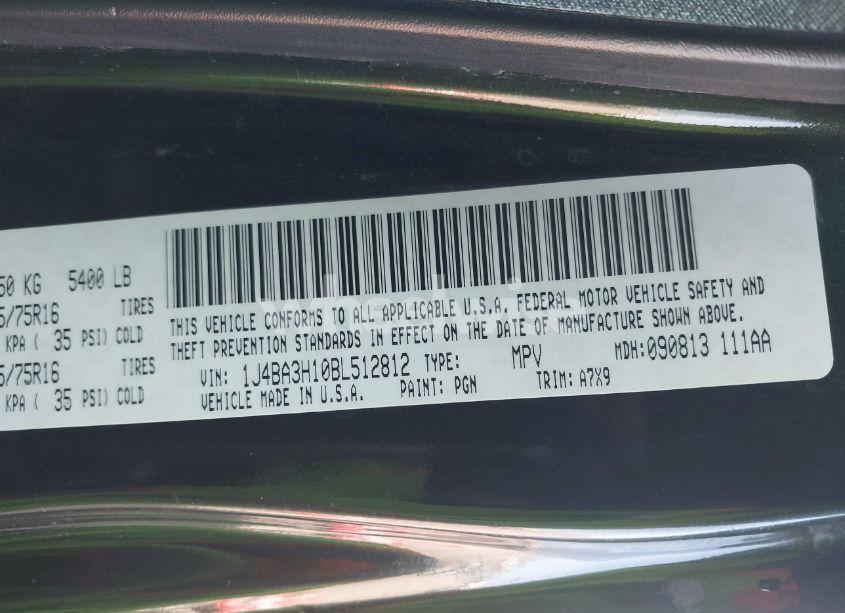 50 KG 5400 LB
5/75R16 TIRES
KPA ( 35 PSI) COLD
5/75R16 TIRES
KPA ( 35 PSI) COLD
THIS VEHICLE CONFORMS TO ALL APPLICABLE U.S.A. FEDERAL MOTOR VEHICLE SAFETY AND
THEFT PREVENTION STANDARDS IN EFFECT ON THE DATE OF MANUFACTURE SHOWN ABOVE.
VIN: 1J4BA3H10BL512812 TYPE: MPV MDH:090813 111AA
VEHICLE MADE IN U.S.A. PAINT: PGN TRIM: A7X9